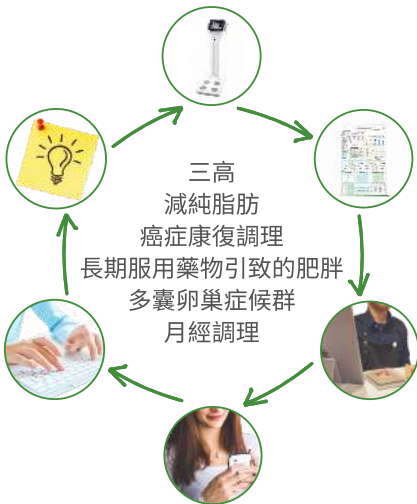 三高
減純脂肪
癌症康復調理
長期服用藥物引致的肥胖
多囊卵巢症候群
月經調理